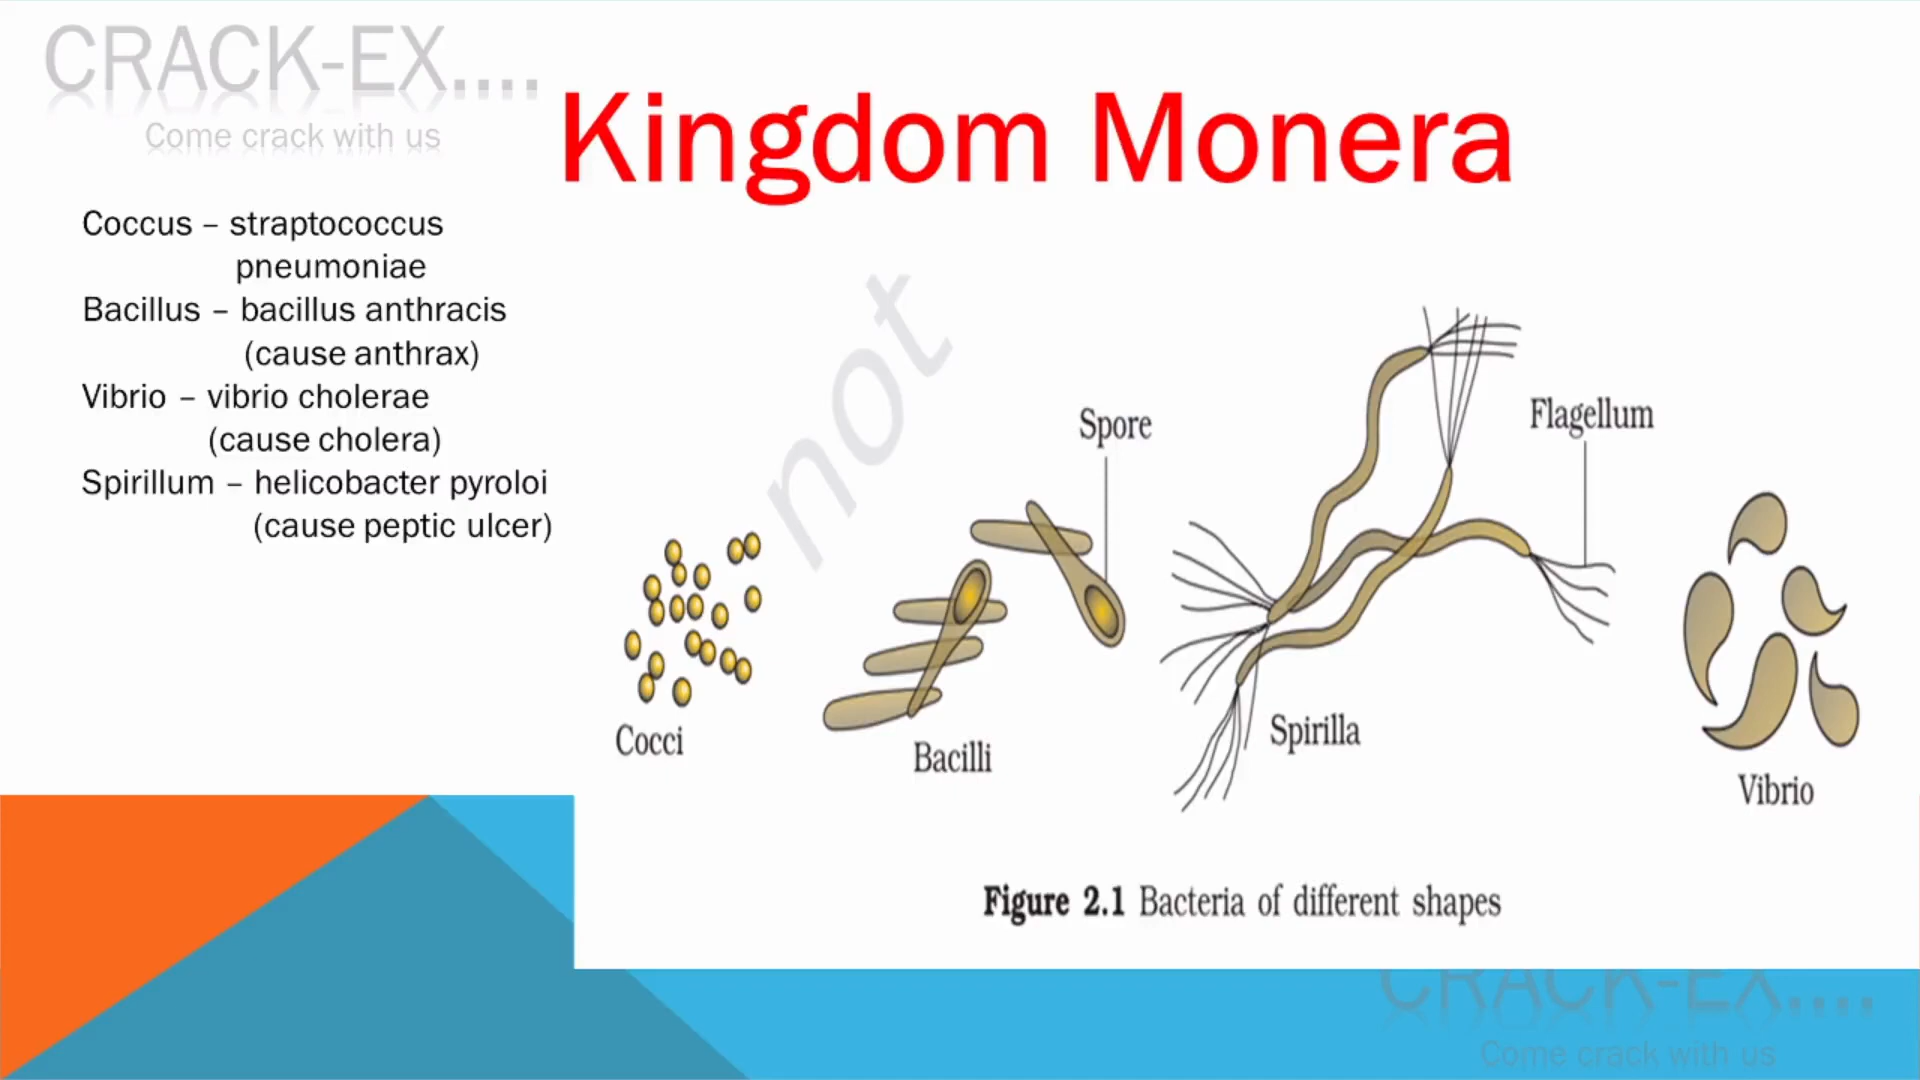 CRACK-EX....
Come crack with us
Kingdom Monera
Coccus – straptococcus
pneumoniae
Bacillus – bacillus anthracis
(cause anthrax)
Vibrio – vibrio cholerae
(cause cholera)
Spirillum – helicobacter pyroloi
(cause peptic ulcer)
not
Spore
Flagellum
Cocci
Bacilli
Spirilla
Vibrio
Figure 2.1 Bacteria of different shapes
CRACK-EX....
Come crack with us